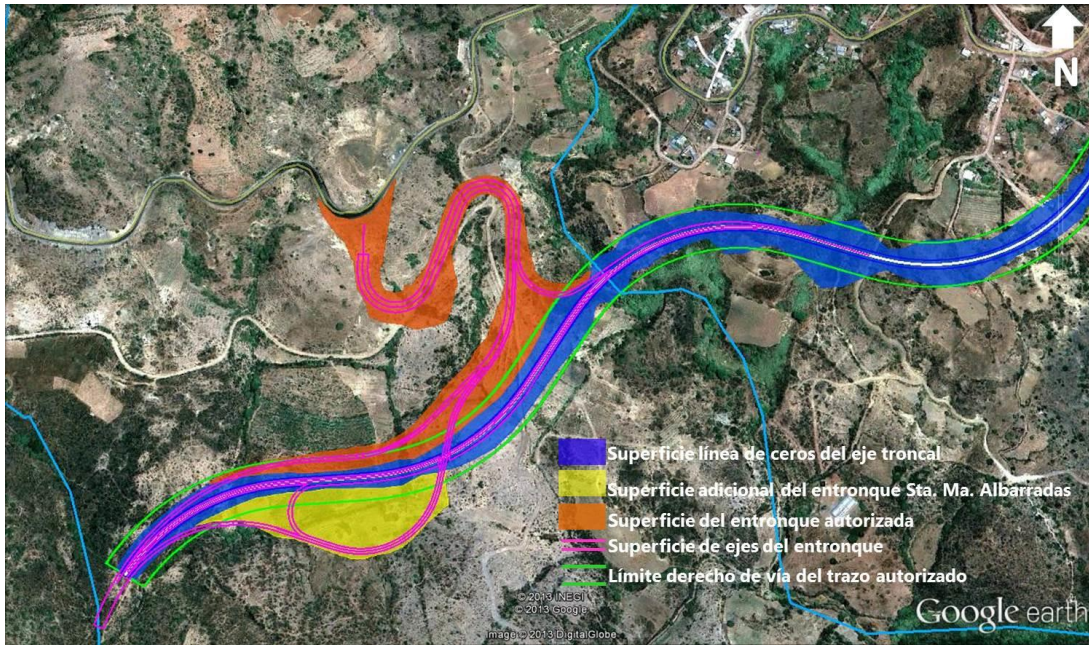 N
Superficie línea de ceros del eje troncal
Superficie adicional del entronque Sta. Ma. Albarradas
Superficie del entronque autorizada
Superficie de ejes del entronque
Límite derecho de vía del trazo autorizado
© 2013 INEGI
© 2013 Google
Image © 2013 DigitalGlobe
Google earth